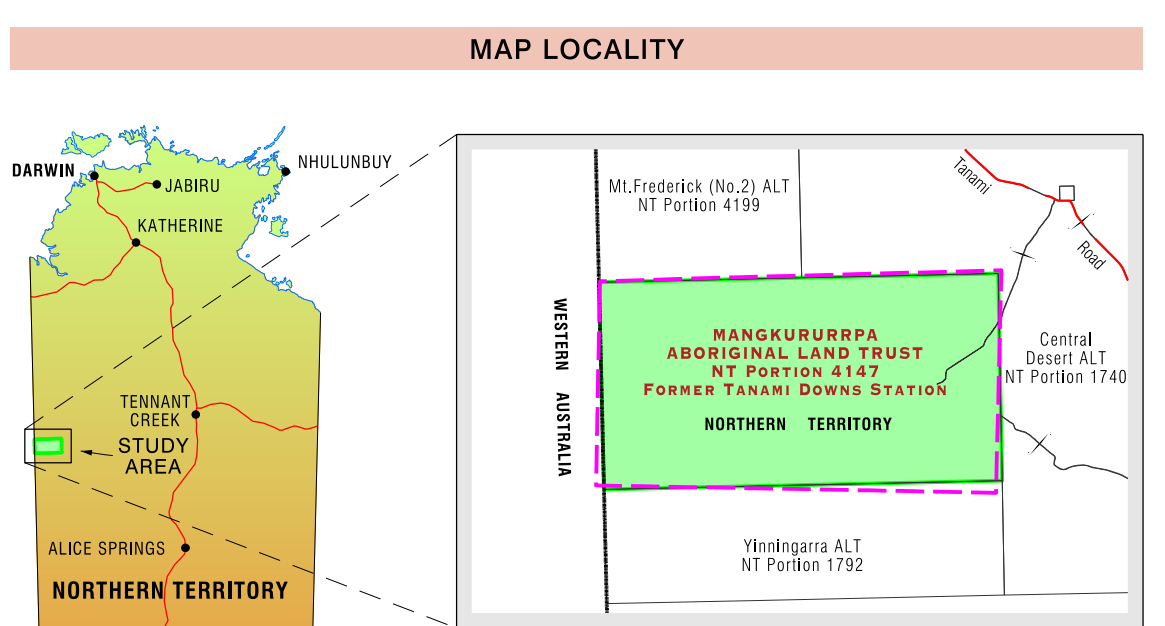 MAP LOCALITY
DARWIN
JABIRU
NHULUNBUY
KATHERINE
TENNANT
CREEK
STUDY
AREA
ALICE SPRINGS
NORTHERN TERRITORY
Mt.Frederick (No.2) ALT
NT Portion 4199
Tanami
Road
WESTERN AUSTRALIA
MANGKURURRPA
ABORIGINAL LAND TRUST
NT PORTION 4147
FORMER TANAMI DOWNS STATION
NORTHERN TERRITORY
Central
Desert ALT
NT Portion 1740
Yinningarra ALT
NT Portion 1792